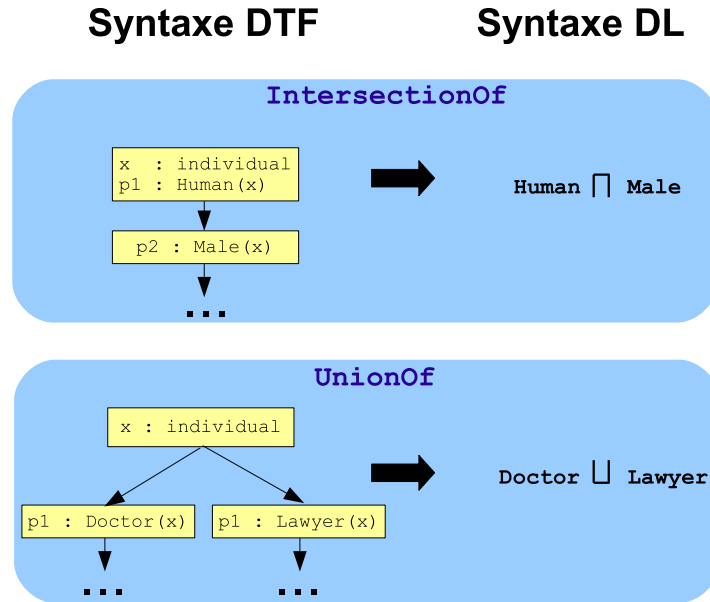 Syntaxe DTF Syntaxe DL
IntersectionOf
x : individual
p1 : Human(x)
Human ⊓ Male
p2 : Male(x)
...
UnionOf
x : individual
Doctor ⊔ Lawyer
p1 : Doctor(x) p1 : Lawyer(x)
... ...